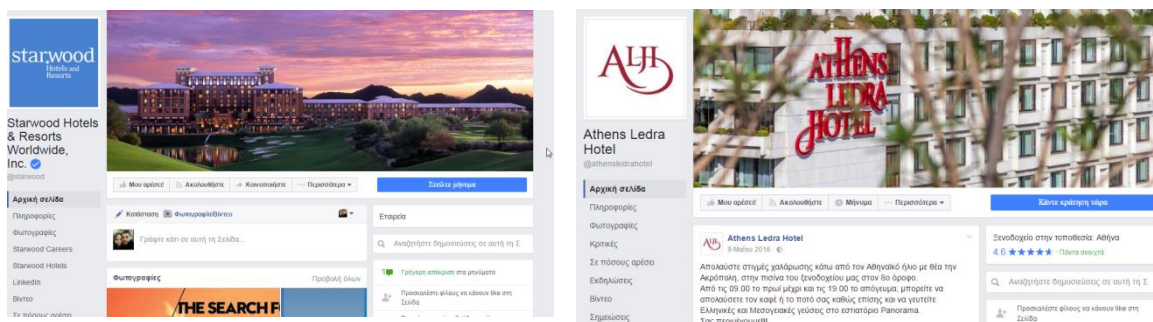 starwood
Hotels and
Resorts
Starwood Hotels
& Resorts
Worldwide,
Inc.
@starwood
Αρχική σελίδα
Πληροφορίες
Φωτογραφίες
Starwood Careers
Starwood Hotels
LinkedIn
Βίντεο
Σε πόσους αρέσει
Μου αρέσει! Ακολουθήστε Κοινοποιήστε Περισσότερα
Στείλτε μήνυμα
Κατάσταση Φωτογραφία/Βίντεο
Γράψτε κάτι σε αυτή τη Σελίδα...
Φωτογραφίες Προβολή όλων
THE SEARCH F
Εταιρεία
Αναζητήστε δημοσιεύσεις σε αυτή τη Σ
Γρήγορη απόκριση στα μηνύματα
Προσκαλέστε φίλους να κάνουν like στη
Σελίδα
ALH
ATHENS
LEDRA
HOTEL
Athens Ledra
Hotel
@athensledrahotel
Αρχική σελίδα
Πληροφορίες
Φωτογραφίες
Κριτικές
Σε πόσους αρέσει
Εκδηλώσεις
Βίντεο
Σημειώσεις
Μου αρέσει! Ακολουθήστε Μήνυμα Περισσότερα
Κάντε κράτηση τώρα
ALH
Athens Ledra Hotel
9 Μαΐου 2016
Απολαύστε στιγμές χαλάρωσης κάτω από τον Αθηναϊκό ήλιο με θέα την
Ακρόπολη, στην πισίνα του ξενοδοχείου μας στον 8ο όροφο.
Από τις 09.00 το πρωί μέχρι και τις 19.00 το απόγευμα, μπορείτε να
απολαύσετε τον καφέ ή το ποτό σας καθώς επίσης και να γευτείτε
Ελληνικές και Μεσογειακές γεύσεις στο εστιατόριο Panorama.
Σας περιμένουμε!!!
Ξενοδοχείο στην τοποθεσία: Αθήνα
4.6 Πάντα ανοιχτά
Αναζητήστε δημοσιεύσεις σε αυτή τη Σ
Προσκαλέστε φίλους να κάνουν like στη
Σελίδα